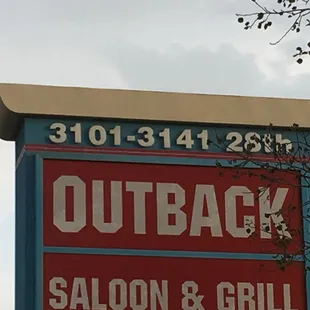 3101-3141 28th
OUTBACK
SALOON & GRILL